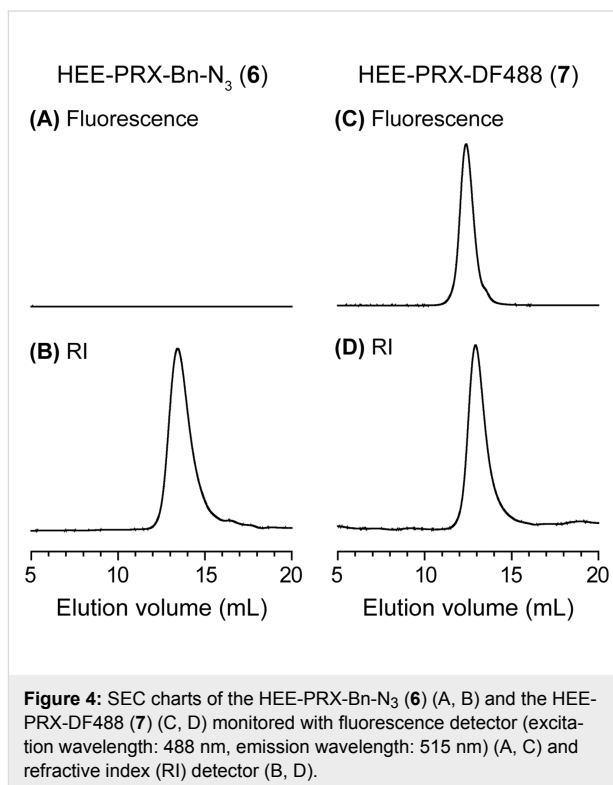 HEE-PRX-Bn-N₃ (6)
(A) Fluorescence
(B) RI
5 10 15 20
Elution volume (mL)
HEE-PRX-DF488 (7)
(C) Fluorescence
(D) RI
5 10 15 20
Elution volume (mL)
Figure 4: SEC charts of the HEE-PRX-Bn-N₃ (6) (A, B) and the HEE-
PRX-DF488 (7) (C, D) monitored with fluorescence detector (excita-
tion wavelength: 488 nm, emission wavelength: 515 nm) (A, C) and
refractive index (RI) detector (B, D).